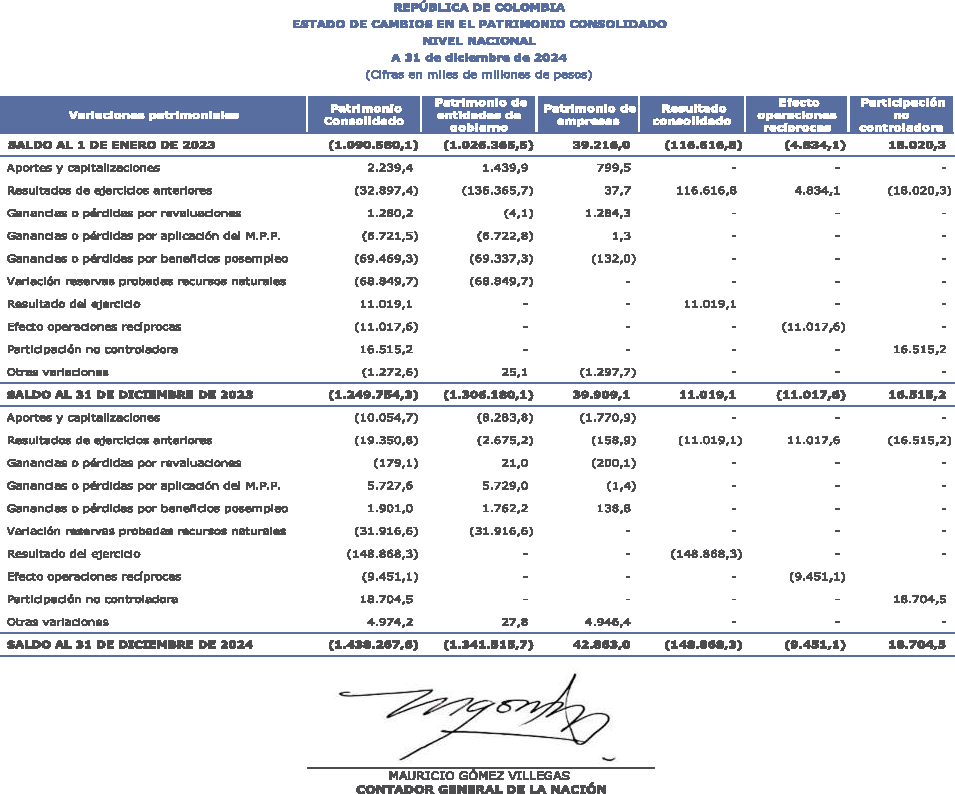 REPÚBLICA DE COLOMBIA
ESTADO DE CAMBIOS EN EL PATRIMONIO CONSOLIDADO
NIVEL NACIONAL
A 31 de diciembre de 2024
(Cifras en miles de millones de pesos)
Variaciones patrimoniales Patrimonio Consolidado Patrimonio de entidades de gobierno Patrimonio de empresas Resultado consolidado Efecto operaciones recíprocas Participación no controladora
SALDO AL 1 DE ENERO DE 2023 (1.090.580,1) (1.026.365,5) 39.216,0 (116.616,8) (4.834,1) 18.020,3
Aportes y capitalizaciones 2.239,4 1.439,9 799,5 - - -
Resultados de ejercicios anteriores (32.897,4) (136.365,7) 37,7 116.616,8 4.834,1 (18.020,3)
Ganancias o pérdidas por revaluaciones 1.280,2 (4,1) 1.284,3 - - -
Ganancias o pérdidas por aplicación del M.P.P. (6.721,5) (6.722,8) 1,3 - - -
Ganancias o pérdidas por beneficios posempleo (69.469,3) (69.337,3) (132,0) - - -
Variación reservas probadas recursos naturales (68.849,7) (68.849,7) - - - -
Resultado del ejercicio 11.019,1 - - 11.019,1 - -
Efecto operaciones recíprocas (11.017,6) - - - (11.017,6) -
Participación no controladora 16.515,2 - - - - 16.515,2
Otras variaciones (1.272,6) 25,1 (1.297,7) - - -
SALDO AL 31 DE DICIEMBRE DE 2023 (1.249.754,3) (1.306.180,1) 39.909,1 11.019,1 (11.017,6) 16.515,2
Aportes y capitalizaciones (10.054,7) (8.283,8) (1.770,9) - - -
Resultados de ejercicios anteriores (19.350,8) (2.675,2) (158,9) (11.019,1) 11.017,6 (16.515,2)
Ganancias o pérdidas por revaluaciones (179,1) 21,0 (200,1) - - -
Ganancias o pérdidas por aplicación del M.P.P. 5.727,6 5.729,0 (1,4) - - -
Ganancias o pérdidas por beneficios posempleo 1.901,0 1.762,2 138,8 - - -
Variación reservas probadas recursos naturales (31.916,6) (31.916,6) - - - -
Resultado del ejercicio (148.868,3) - - (148.868,3) - -
Efecto operaciones recíprocas (9.451,1) - - - (9.451,1) -
Participación no controladora 18.704,5 - - - - 18.704,5
Otras variaciones 4.974,2 27,8 4.946,4 - - -
SALDO AL 31 DE DICIEMBRE DE 2024 (1.438.267,6) (1.341.515,7) 42.863,0 (148.868,3) (9.451,1) 18.704,5
MAURICIO GÓMEZ VILLEGAS
CONTADOR GENERAL DE LA NACIÓN